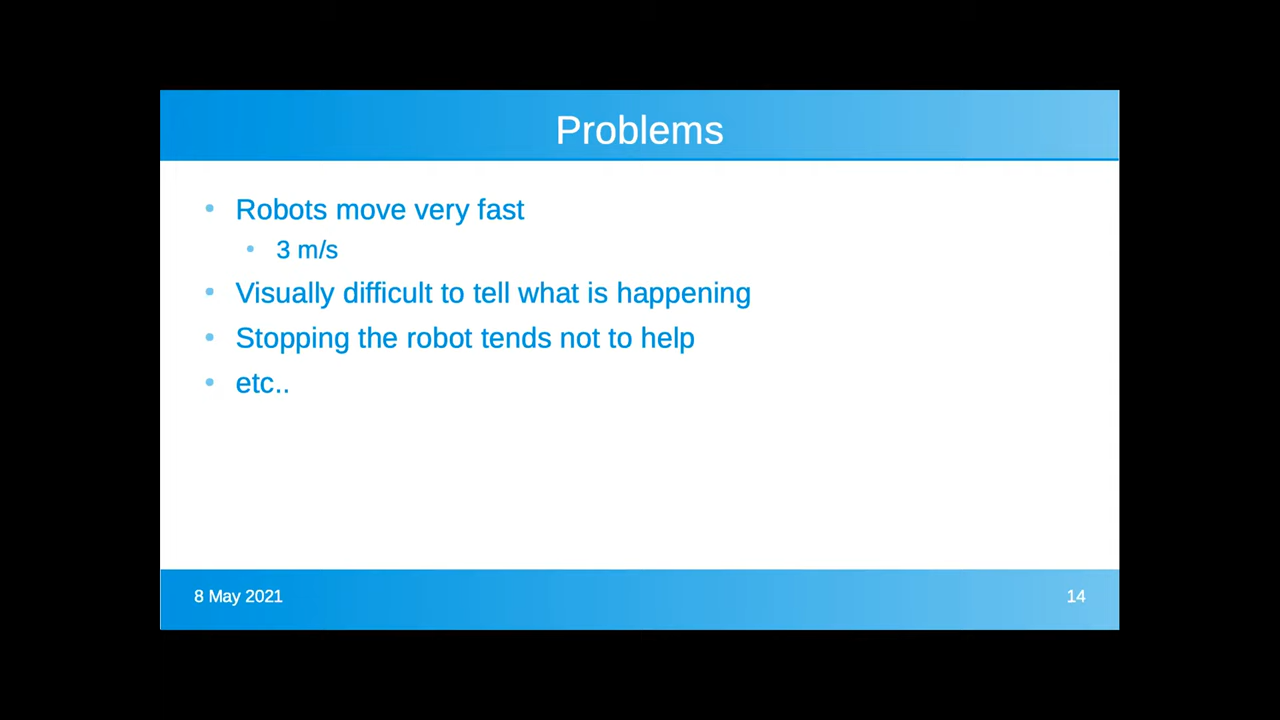 Problems
Robots move very fast
3 m/s
Visually difficult to tell what is happening
Stopping the robot tends not to help
etc..
8 May 2021
14